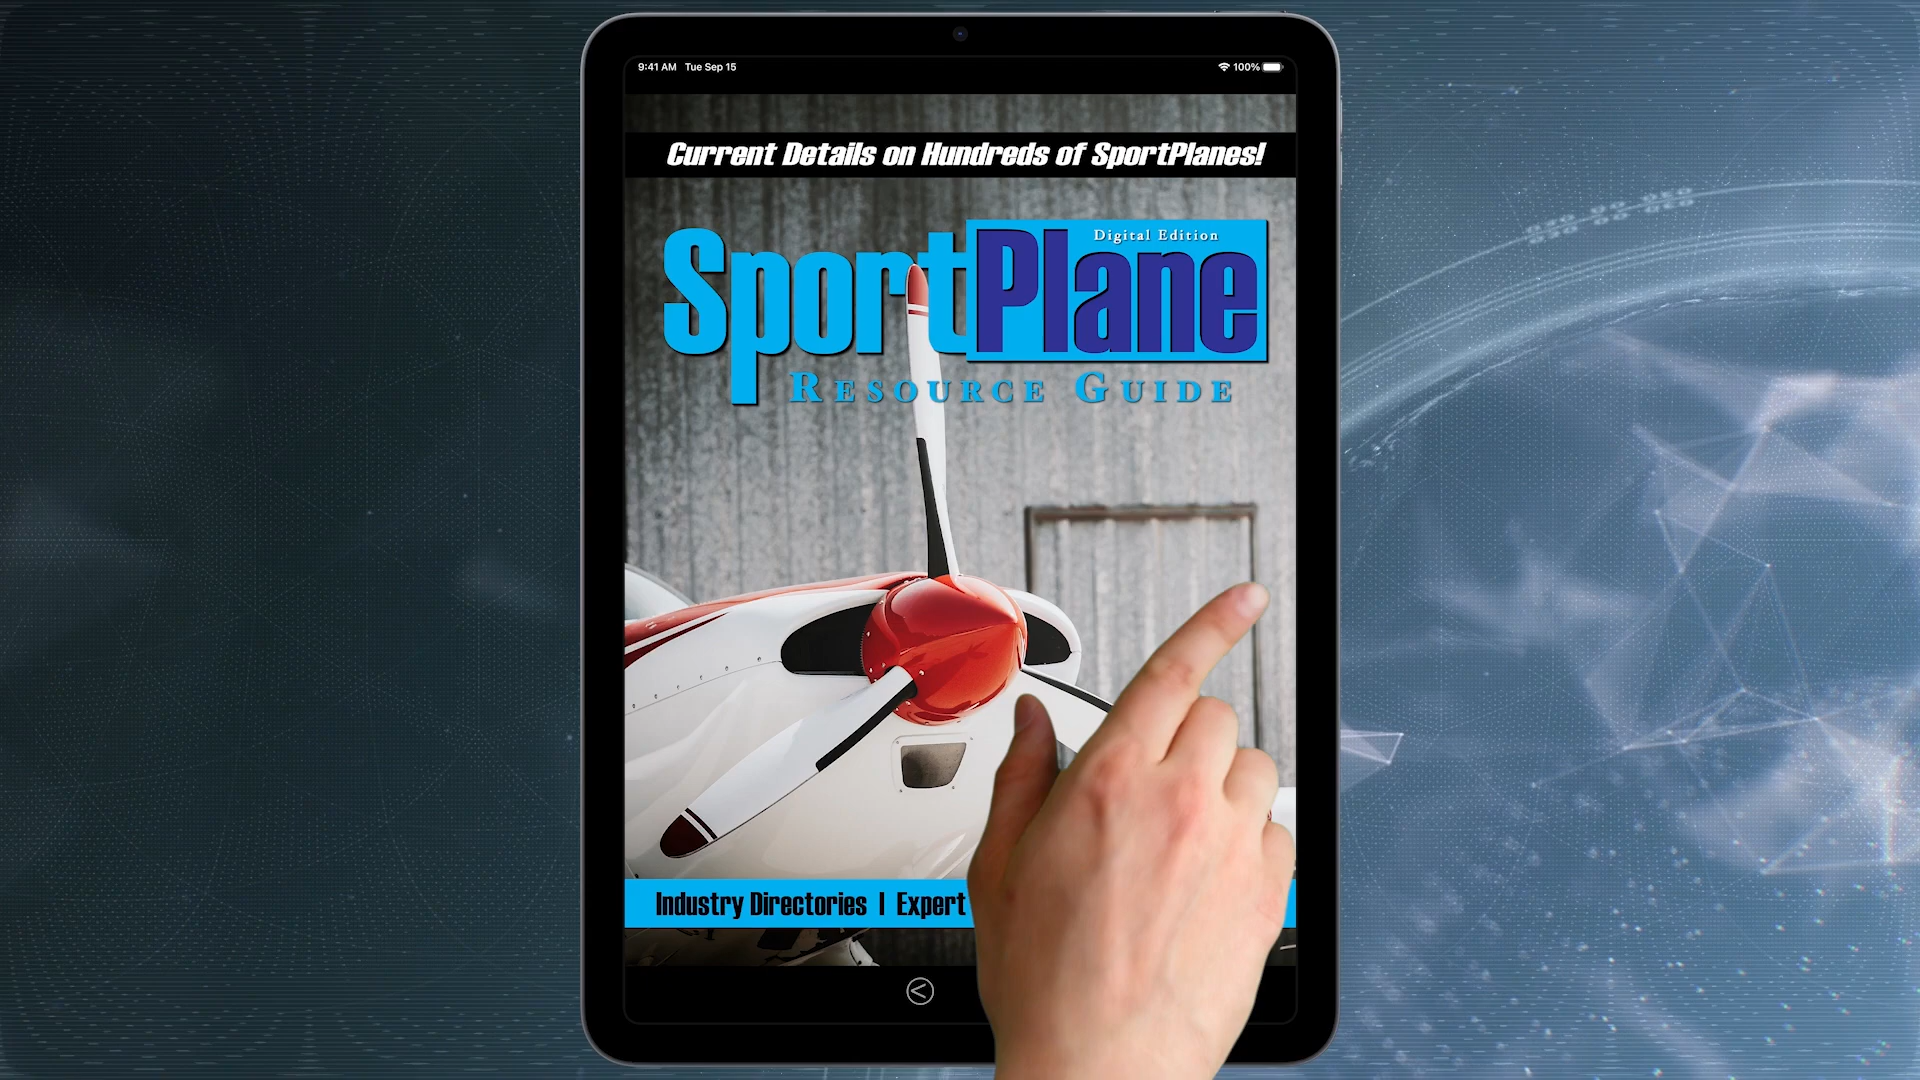 9:41 AM Tue Sep 15
100%
Current Details on Hundreds of SportPlanes!
Digital Edition
SportPlane
Resource Guide
Industry Directories | Expert